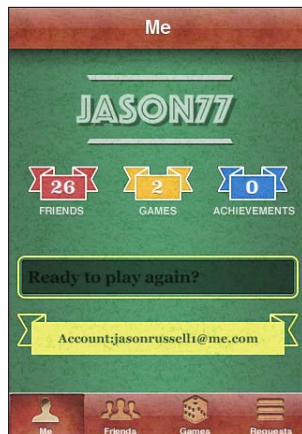 Me
JASON77
26
2
0
FRIENDS
GAMES
ACHIEVEMENTS
Ready to play again?
Account:jasonrussell1@me.com
Me
Friends
Games
Requests